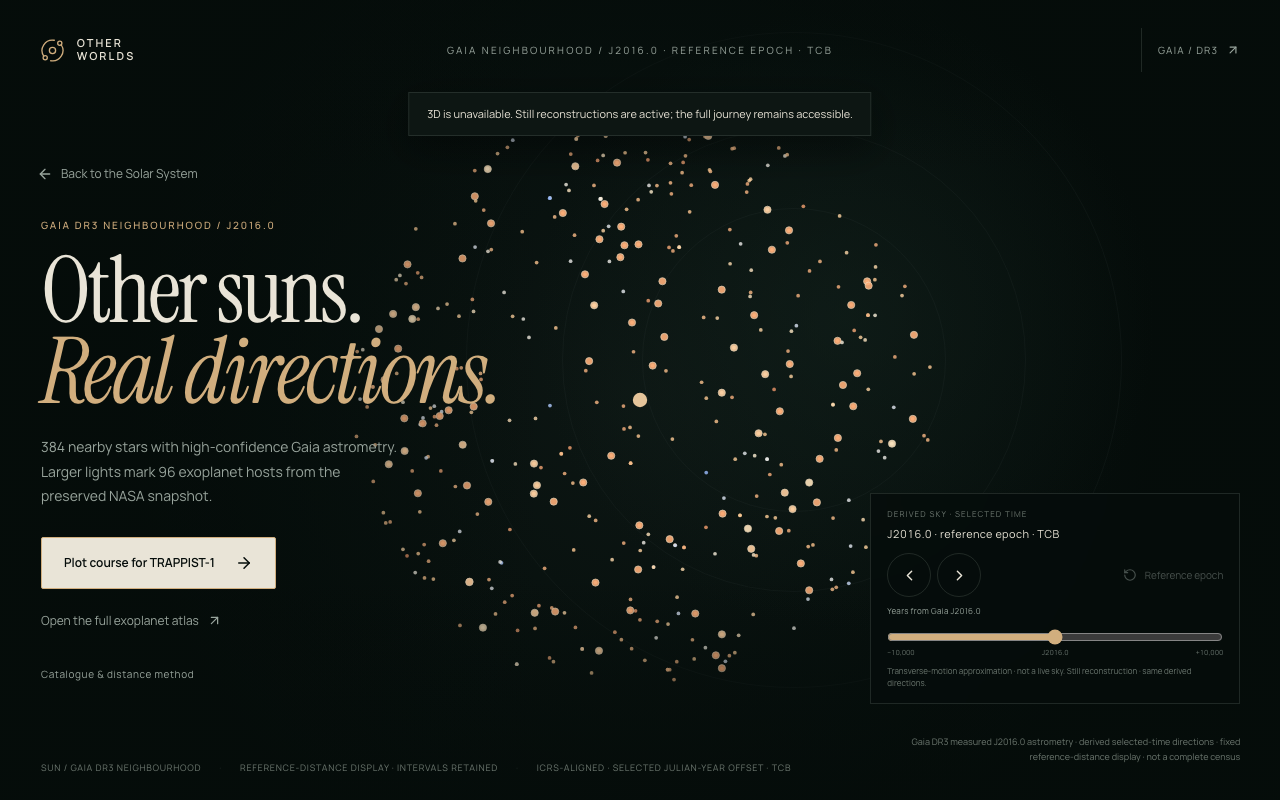 OTHER
WORLDS
GAIA NEIGHBOURHOOD / J2016.0 · REFERENCE EPOCH · TCB
GAIA / DR3
3D is unavailable. Still reconstructions are active; the full journey remains accessible.
Back to the Solar System
GAIA DR3 NEIGHBOURHOOD / J2016.0
Other suns.
Real directions.
384 nearby stars with high-confidence Gaia astrometry.
Larger lights mark 96 exoplanet hosts from the
preserved NASA snapshot.
Plot course for TRAPPIST-1
Open the full exoplanet atlas
Catalogue & distance method
DERIVED SKY · SELECTED TIME
J2016.0 · reference epoch · TCB
Reference epoch
Years from Gaia J2016.0
−10,000 J2016.0 +10,000
Transverse-motion approximation · not a live sky. Still reconstruction · same derived
directions.
Gaia DR3 measured J2016.0 astrometry · derived selected-time directions · fixed
reference-distance display · not a complete census
SUN / GAIA DR3 NEIGHBOURHOOD
REFERENCE-DISTANCE DISPLAY · INTERVALS RETAINED
ICRS-ALIGNED · SELECTED JULIAN-YEAR OFFSET · TCB